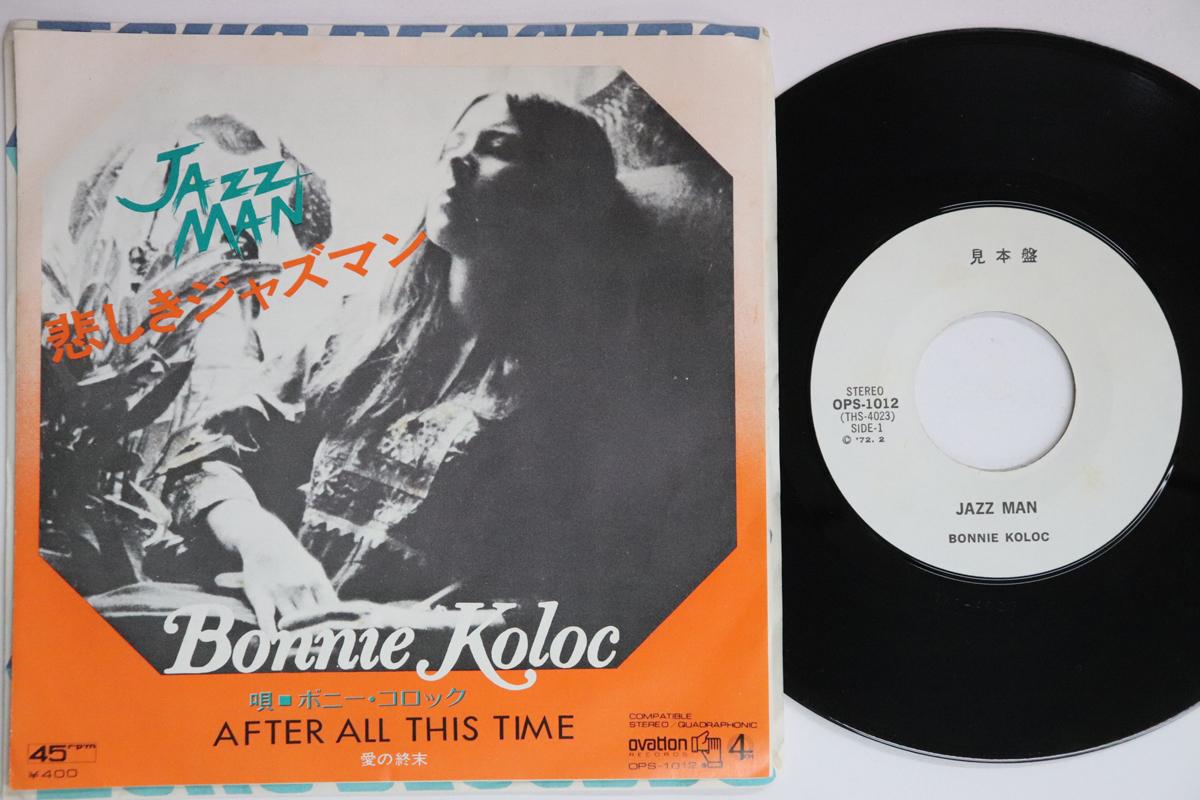 JAZZ
MAN
悲しきジャズマン
Bonnie Koloc
唄■ボニー・コロック
AFTER ALL THIS TIME
愛の終末
45rpm
¥400
COMPATIBLE
STEREO/QUADRAPHONIC
ovation
RECORDS
4
OPS-1012
見本盤
STEREO
OPS-1012
(THS-4023)
SIDE-1
© '72. 2
JAZZ MAN
BONNIE KOLOC